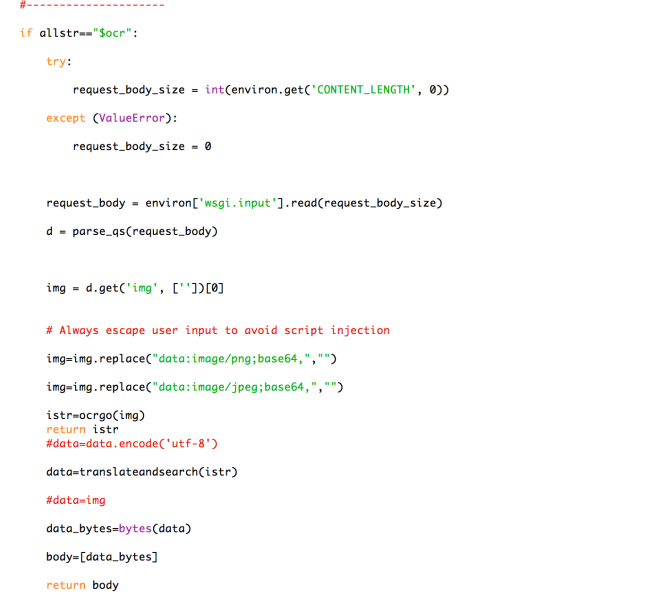 #---------------------
if allstr=="$ocr":
    try:
        request_body_size = int(environ.get('CONTENT_LENGTH', 0))
    except (ValueError):
        request_body_size = 0
    request_body = environ['wsgi.input'].read(request_body_size)
    d = parse_qs(request_body)
    img = d.get('img', [''])[0]
    # Always escape user input to avoid script injection
    img=img.replace("data:image/png;base64,","")
    img=img.replace("data:image/jpeg;base64,","")
    istr=ocrgo(img)
    return istr
    #data=data.encode('utf-8')
    data=translateandsearch(istr)
    #data=img
    data_bytes=bytes(data)
    body=[data_bytes]
    return body